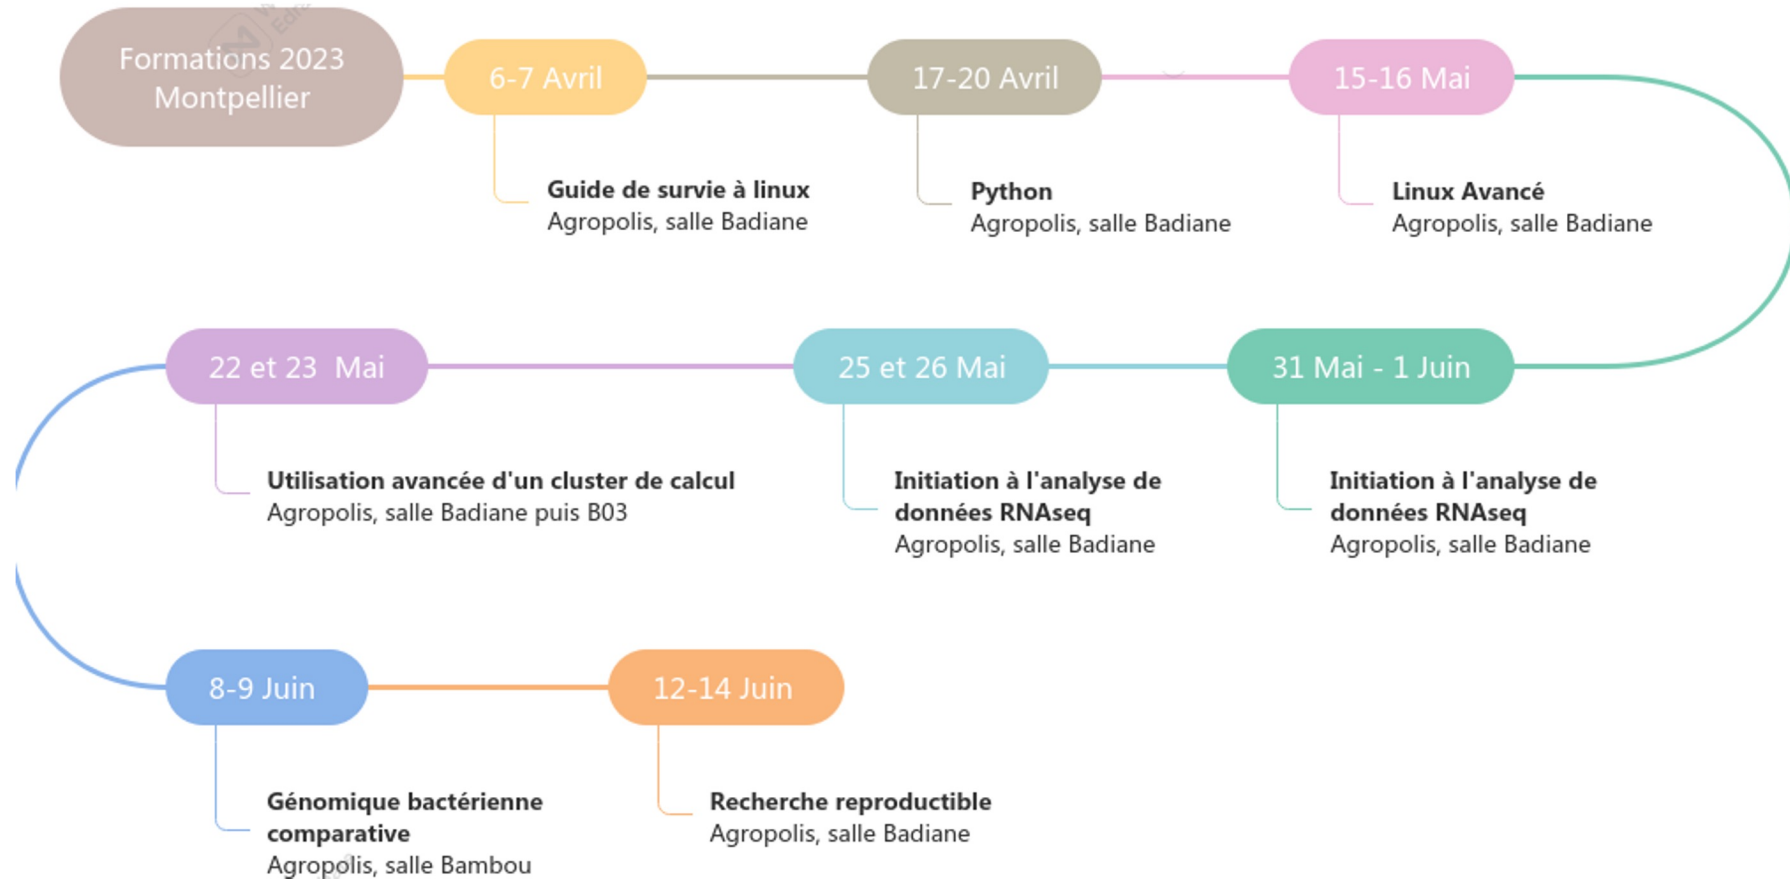 Formations 2023
Montpellier
6-7 Avril
Guide de survie à linux
Agropolis, salle Badiane
17-20 Avril
Python
Agropolis, salle Badiane
15-16 Mai
Linux Avancé
Agropolis, salle Badiane
22 et 23  Mai
Utilisation avancée d'un cluster de calcul
Agropolis, salle Badiane puis B03
25 et 26 Mai
Initiation à l'analyse de
données RNAseq
Agropolis, salle Badiane
31 Mai - 1 Juin
Initiation à l'analyse de
données RNAseq
Agropolis, salle Badiane
8-9 Juin
Génomique bactérienne
comparative
Agropolis, salle Bambou
12-14 Juin
Recherche reproductible
Agropolis, salle Badiane